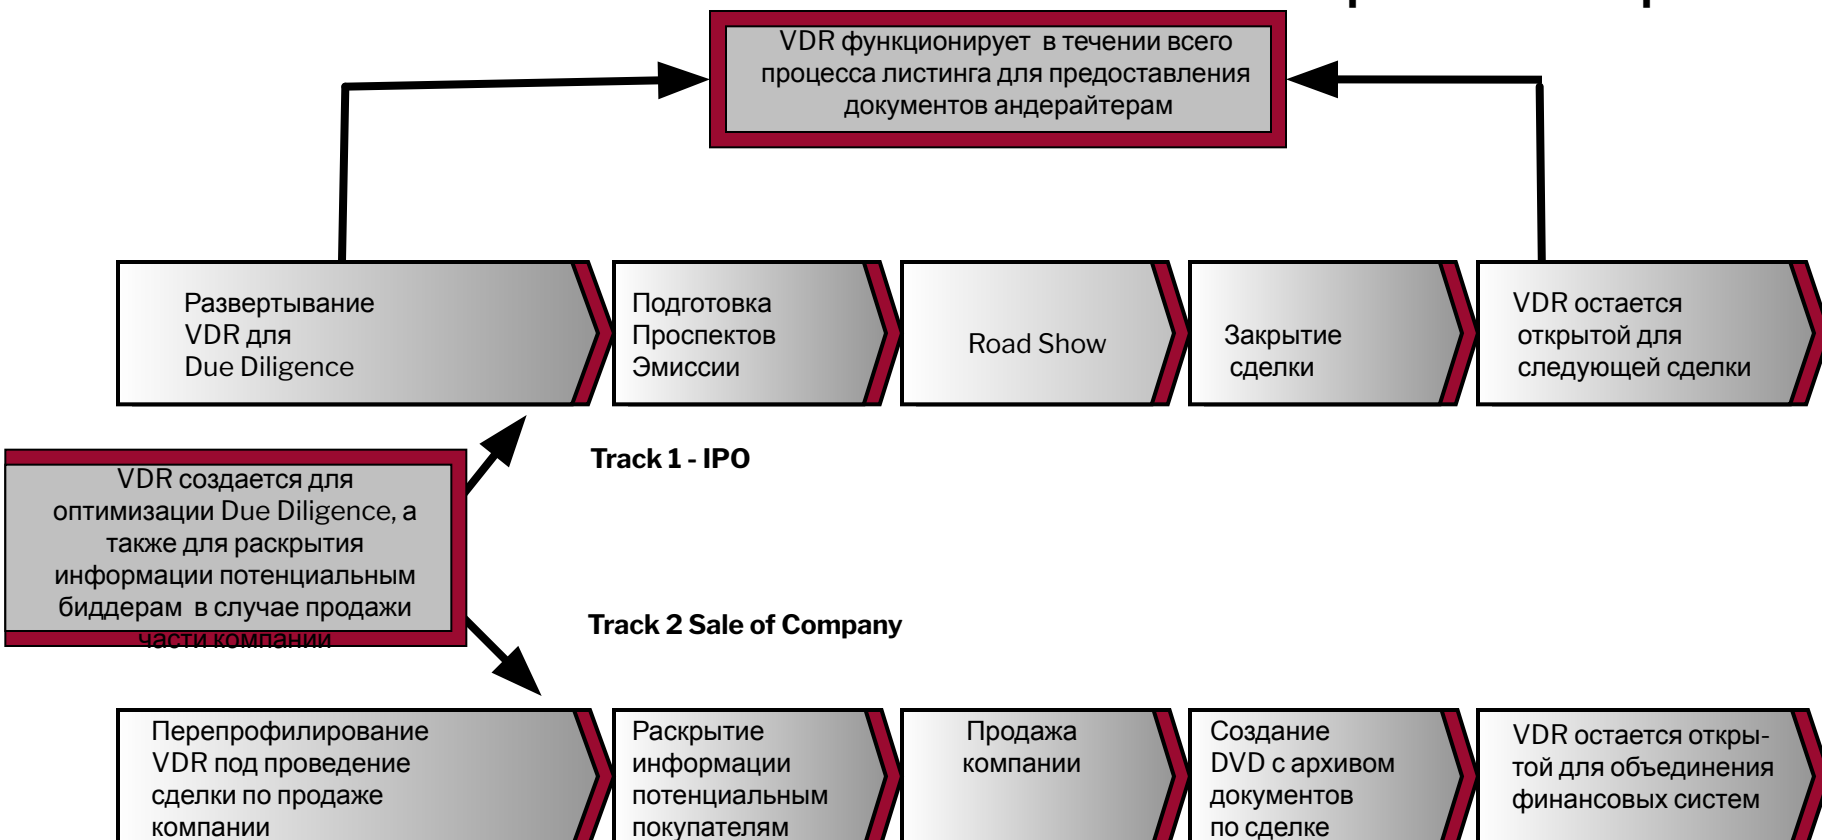 VDR функционирует в течении всего
процесса листинга для предоставления
документов андерайтерам
Развертывание
VDR для
Due Diligence
Подготовка
Проспектов
Эмиссии
Road Show
Закрытие
сделки
VDR остается
открытой для
следующей сделки
Track 1 - IPO
VDR создается для
оптимизации Due Diligence, а
также для раскрытия
информации потенциальным
биддерам в случае продажи
части компании
Track 2 Sale of Company
Перепрофилирование
VDR под проведение
сделки по продаже
компании
Раскрытие
информации
потенциальным
покупателям
Продажа
компании
Создание
DVD с архивом
документов
по сделке
VDR остается откры-
той для объединения
финансовых систем